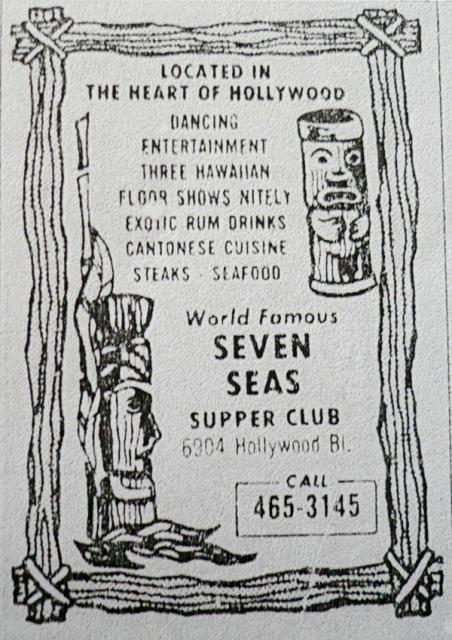 LOCATED IN
THE HEART OF HOLLYWOOD
DANCING
ENTERTAINMENT
THREE HAWAIIAN
FLOOR SHOWS NITELY
EXOTIC RUM DRINKS
CANTONESE CUISINE
STEAKS - SEAFOOD
World Famous
SEVEN
SEAS
SUPPER CLUB
6904 Hollywood Bl.
CALL
465-3145